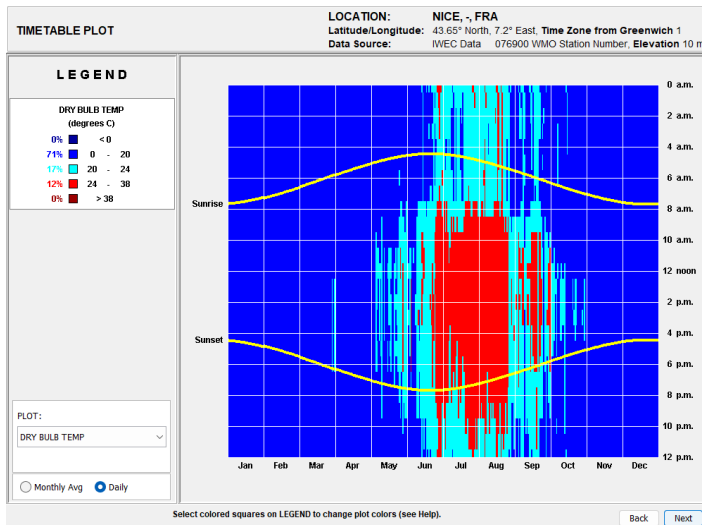 TIMETABLE PLOT
LOCATION: NICE, -, FRA
Latitude/Longitude: 43.65° North, 7.2° East, Time Zone from Greenwich 1
Data Source: IWEC Data 076900 WMO Station Number, Elevation 10 m
LEGEND
DRY BULB TEMP
(degrees C)
0% < 0
71% 0 - 20
17% 20 - 24
12% 24 - 38
0% > 38
PLOT:
DRY BULB TEMP
Monthly Avg Daily
0 a.m.
2 a.m.
4 a.m.
6 a.m.
Sunrise
8 a.m.
10 a.m.
12 noon
2 p.m.
4 p.m.
Sunset
6 p.m.
8 p.m.
10 p.m.
12 p.m.
Jan Feb Mar Apr May Jun Jul Aug Sep Oct Nov Dec
Select colored squares on LEGEND to change plot colors (see Help).
Back Next